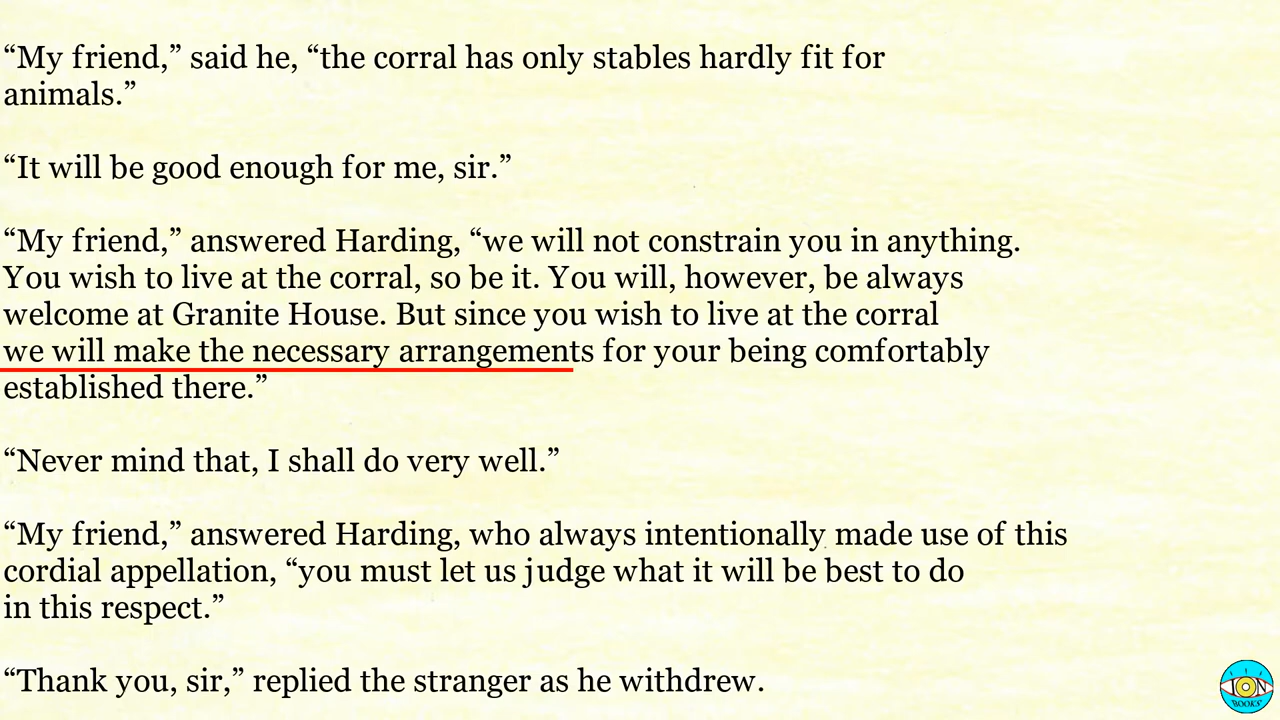 “My friend,” said he, “the corral has only stables hardly fit for
animals.”
“It will be good enough for me, sir.”
“My friend,” answered Harding, “we will not constrain you in anything.
You wish to live at the corral, so be it. You will, however, be always
welcome at Granite House. But since you wish to live at the corral
we will make the necessary arrangements for your being comfortably
established there.”
“Never mind that, I shall do very well.”
“My friend,” answered Harding, who always intentionally made use of this
cordial appellation, “you must let us judge what it will be best to do
in this respect.”
“Thank you, sir,” replied the stranger as he withdrew.
ION
BOOKS